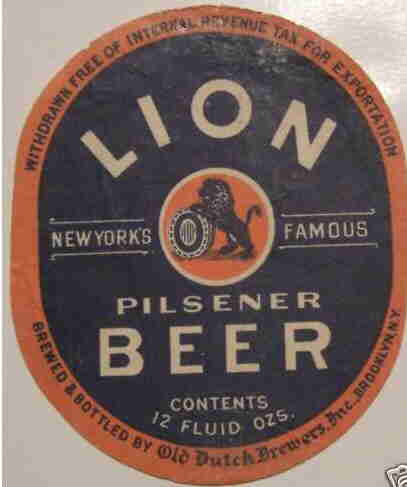 WITHDRAWN FREE OF INTERNAL REVENUE TAX FOR EXPORTATION
LION
NEW YORK'S FAMOUS
PILSENER
BEER
CONTENTS
12 FLUID OZS.
BREWED & BOTTLED BY Old Dutch Brewers, Inc., BROOKLYN, N.Y.